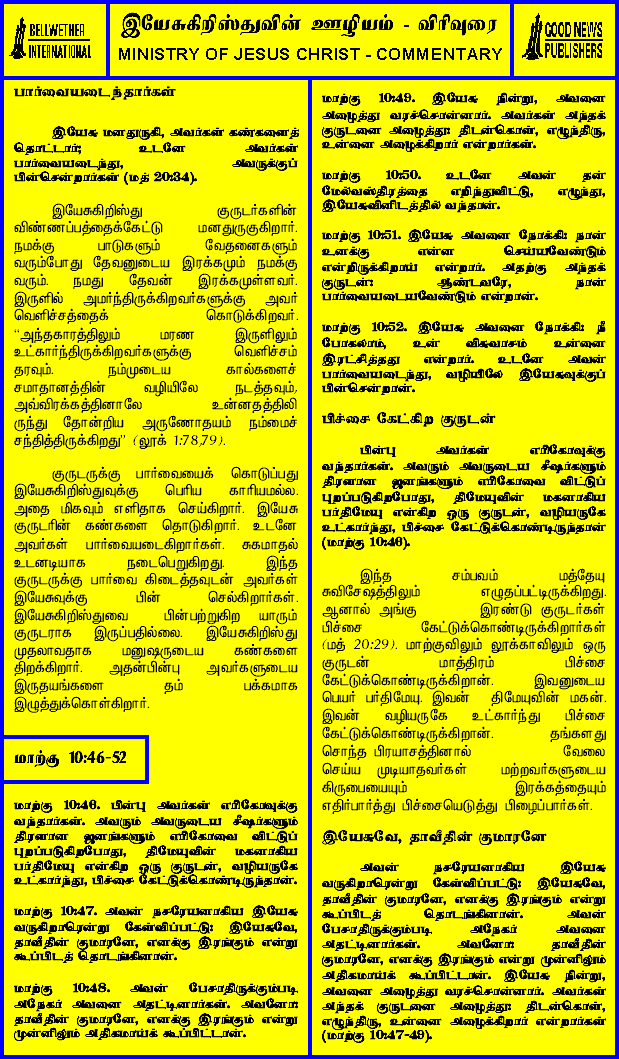 BELLWETHER
INTERNATIONAL
இயேசுகிறிஸ்துவின் ஊழியம் - விரிவுரை
MINISTRY OF JESUS CHRIST - COMMENTARY
GOOD NEWS
PUBLISHERS
பார்வையடைந்தார்கள்
இயேசு மனதுருகி, அவர்கள் கண்களைத்
தொட்டார்; உடனே அவர்கள்
பார்வையடைந்து, அவருக்குப்
பின்சென்றார்கள் (மத் 20:34).
இயேசுகிறிஸ்து குருடர்களின்
விண்ணப்பத்தைக்கேட்டு மனதுருகுகிறார்.
நமக்கு பாடுகளும் வேதனைகளும்
வரும்போது தேவனுடைய இரக்கமும் நமக்கு
வரும். நமது தேவன் இரக்கமுள்ளவர்.
இருளில் அமர்ந்திருக்கிறவர்களுக்கு அவர்
வெளிச்சத்தைக் கொடுக்கிறவர்.
“அந்தகாரத்திலும் மரண இருளிலும்
உட்கார்ந்திருக்கிறவர்களுக்கு வெளிச்சம்
தரவும். நம்முடைய கால்களைச்
சமாதானத்தின் வழியிலே நடத்தவும்,
அவ்விரக்கத்தினாலே உன்னதத்திலி
ருந்து தோன்றிய அருணோதயம் நம்மைச்
சந்தித்திருக்கிறது” (லூக் 1:78,79).
குருடருக்கு பார்வையைக் கொடுப்பது
இயேசுகிறிஸ்துவுக்கு பெரிய காரியமல்ல.
அதை மிகவும் எளிதாக செய்கிறார். இயேசு
குருடரின் கண்களை தொடுகிறார். உடனே
அவர்கள் பார்வையடைகிறார்கள். சுகமாதல்
உடனடியாக நடைபெறுகிறது. இந்த
குருடருக்கு பார்வை கிடைத்தவுடன் அவர்கள்
இயேசுவுக்கு பின் செல்கிறார்கள்.
இயேசுகிறிஸ்துவை பின்பற்றுகிற யாரும்
குருடராக இருப்பதில்லை. இயேசுகிறிஸ்து
முதலாவதாக மனுஷருடைய கண்களை
திறக்கிறார். அதன்பின்பு அவர்களுடைய
இருதயங்களை தம் பக்கமாக
இழுத்துக்கொள்கிறார்.
மாற்கு 10:46-52
மாற்கு 10:46. பின்பு அவர்கள் எரிகோவுக்கு
வந்தார்கள். அவரும் அவருடைய சீஷர்களும்
திரளான ஜனங்களும் எரிகோவை விட்டுப்
புறப்படுகிறபோது, திமேயுவின் மகனாகிய
பர்திமேயு என்கிற ஒரு குருடன், வழியருகே
உட்கார்ந்து, பிச்சை கேட்டுக்கொண்டிருந்தான்.
மாற்கு 10:47. அவன் நசரேயனாகிய இயேசு
வருகிறாரென்று கேள்விப்பட்டு: இயேசுவே,
தாவீதின் குமாரனே, எனக்கு இரங்கும் என்று
கூப்பிடத் தொடங்கினான்.
மாற்கு 10:48. அவன் பேசாதிருக்கும்படி
அநேகர் அவனை அதட்டினார்கள். அவனோ:
தாவீதின் குமாரனே, எனக்கு இரங்கும் என்று
முன்னிலும் அதிகமாய்க் கூப்பிட்டான்.
மாற்கு 10:49. இயேசு நின்று, அவனை
அழைத்து வரச்சொன்னார். அவர்கள் அந்தக்
குருடனை அழைத்து: திடன்கொள், எழுந்திரு,
உன்னை அழைக்கிறார் என்றார்கள்.
மாற்கு 10:50. உடனே அவன் தன்
மேல்வஸ்திரத்தை எறிந்துவிட்டு, எழுந்து,
இயேசுவினிடத்தில் வந்தான்.
மாற்கு 10:51. இயேசு அவனை நோக்கி: நான்
உனக்கு என்ன செய்யவேண்டும்
என்றிருக்கிறாய் என்றார். அதற்கு அந்தக்
குருடன்: ஆண்டவரே, நான்
பார்வையடையவேண்டும் என்றான்.
மாற்கு 10:52. இயேசு அவனை நோக்கி: நீ
போகலாம், உன் விசுவாசம் உன்னை
இரட்சித்தது என்றார். உடனே அவன்
பார்வையடைந்து, வழியிலே இயேசுவுக்குப்
பின்சென்றான்.
பிச்சை கேட்கிற குருடன்
பின்பு அவர்கள் எரிகோவுக்கு
வந்தார்கள். அவரும் அவருடைய சீஷர்களும்
திரளான ஜனங்களும் எரிகோவை விட்டுப்
புறப்படுகிறபோது, திமேயுவின் மகனாகிய
பர்திமேயு என்கிற ஒரு குருடன், வழியருகே
உட்கார்ந்து, பிச்சை கேட்டுக்கொண்டிருந்தான்
(மாற்கு 10:46).
இந்த சம்பவம் மத்தேயு
சுவிசேஷத்திலும் எழுதப்பட்டிருக்கிறது.
ஆனால் அங்கு இரண்டு குருடர்கள்
பிச்சை கேட்டுக்கொண்டிருக்கிறார்கள்
(மத் 20:29). மாற்குவிலும் லூக்காவிலும் ஒரு
குருடன் மாத்திரம் பிச்சை
கேட்டுக்கொண்டிருக்கிறான். இவனுடைய
பெயர் பர்திமேயு. இவன் திமேயுவின் மகன்.
இவன் வழியருகே உட்கார்ந்து பிச்சை
கேட்டுக்கொண்டிருக்கிறான். தங்களது
சொந்த பிரயாசத்தினால் வேலை
செய்ய முடியாதவர்கள் மற்றவர்களுடைய
கிருபையையும் இரக்கத்தையும்
எதிர்பார்த்து பிச்சையெடுத்து பிழைப்பார்கள்.
இயேசுவே, தாவீதின் குமாரனே
அவன் நசரேயனாகிய இயேசு
வருகிறாரென்று கேள்விப்பட்டு: இயேசுவே,
தாவீதின் குமாரனே, எனக்கு இரங்கும் என்று
கூப்பிடத் தொடங்கினான். அவன்
பேசாதிருக்கும்படி அநேகர் அவனை
அதட்டினார்கள். அவனோ: தாவீதின்
குமாரனே, எனக்கு இரங்கும் என்று முன்னிலும்
அதிகமாய்க் கூப்பிட்டான். இயேசு நின்று,
அவனை அழைத்து வரச்சொன்னார். அவர்கள்
அந்தக் குருடனை அழைத்து: திடன்கொள்,
எழுந்திரு, உன்னை அழைக்கிறார் என்றார்கள்
(மாற்கு 10:47-49).